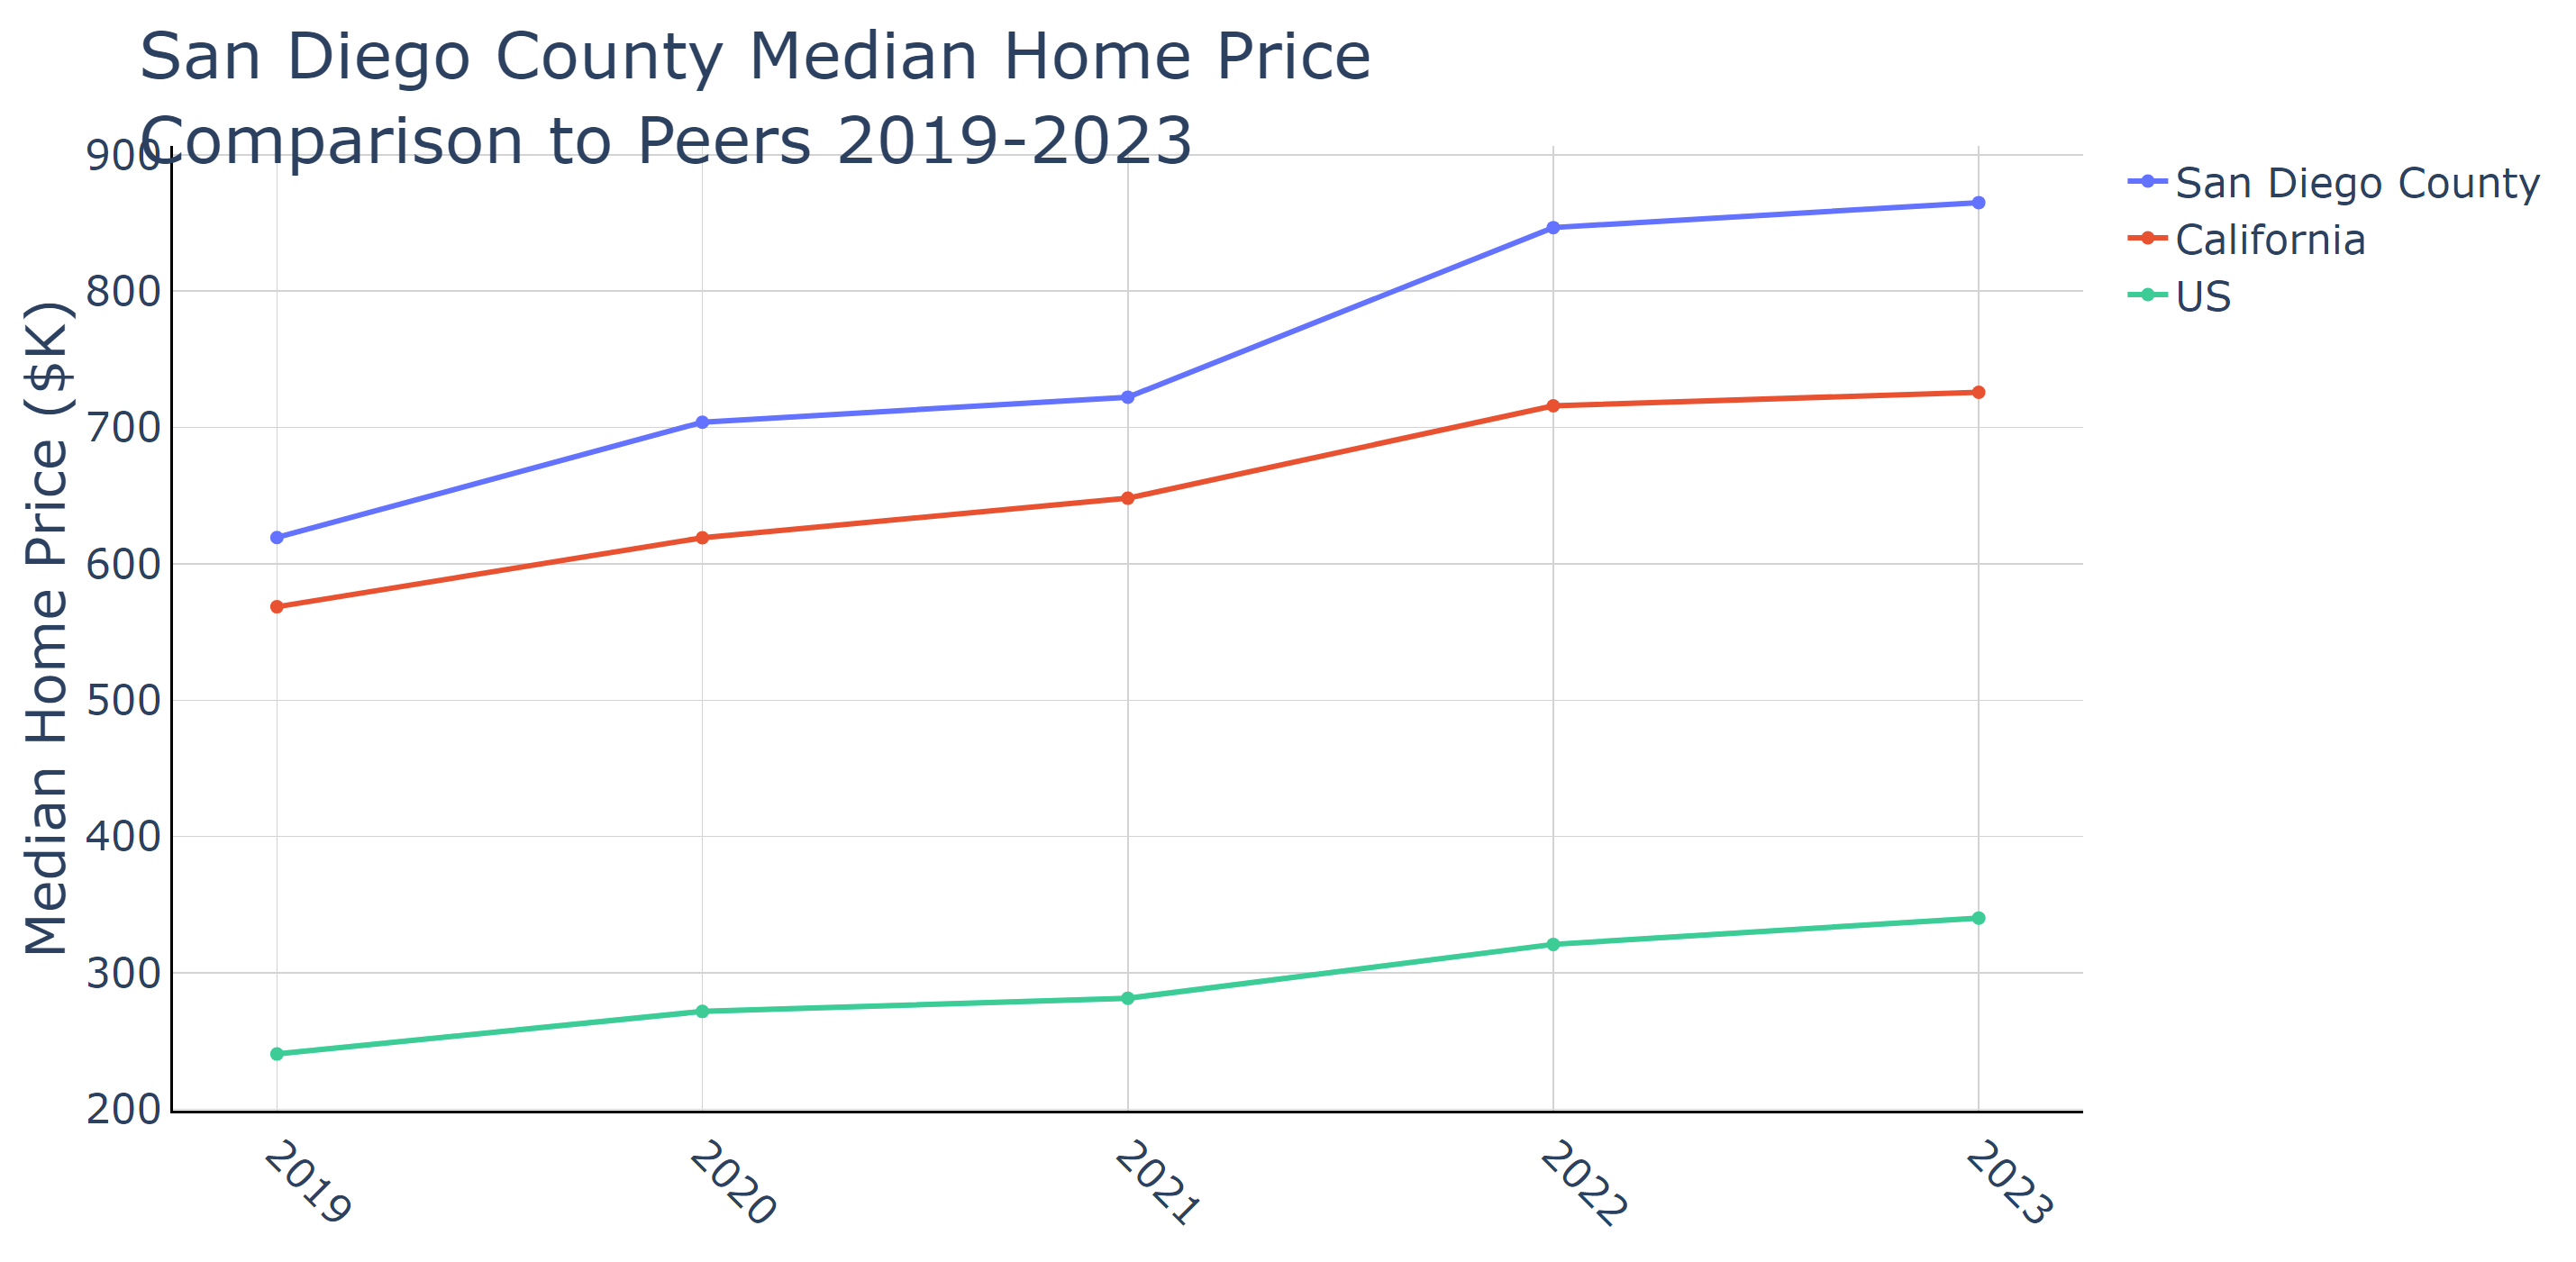 San Diego County Median Home Price
Comparison to Peers 2019-2023
Median Home Price ($K)
900
800
700
600
500
400
300
200
2019
2020
2021
2022
2023
San Diego County
California
US